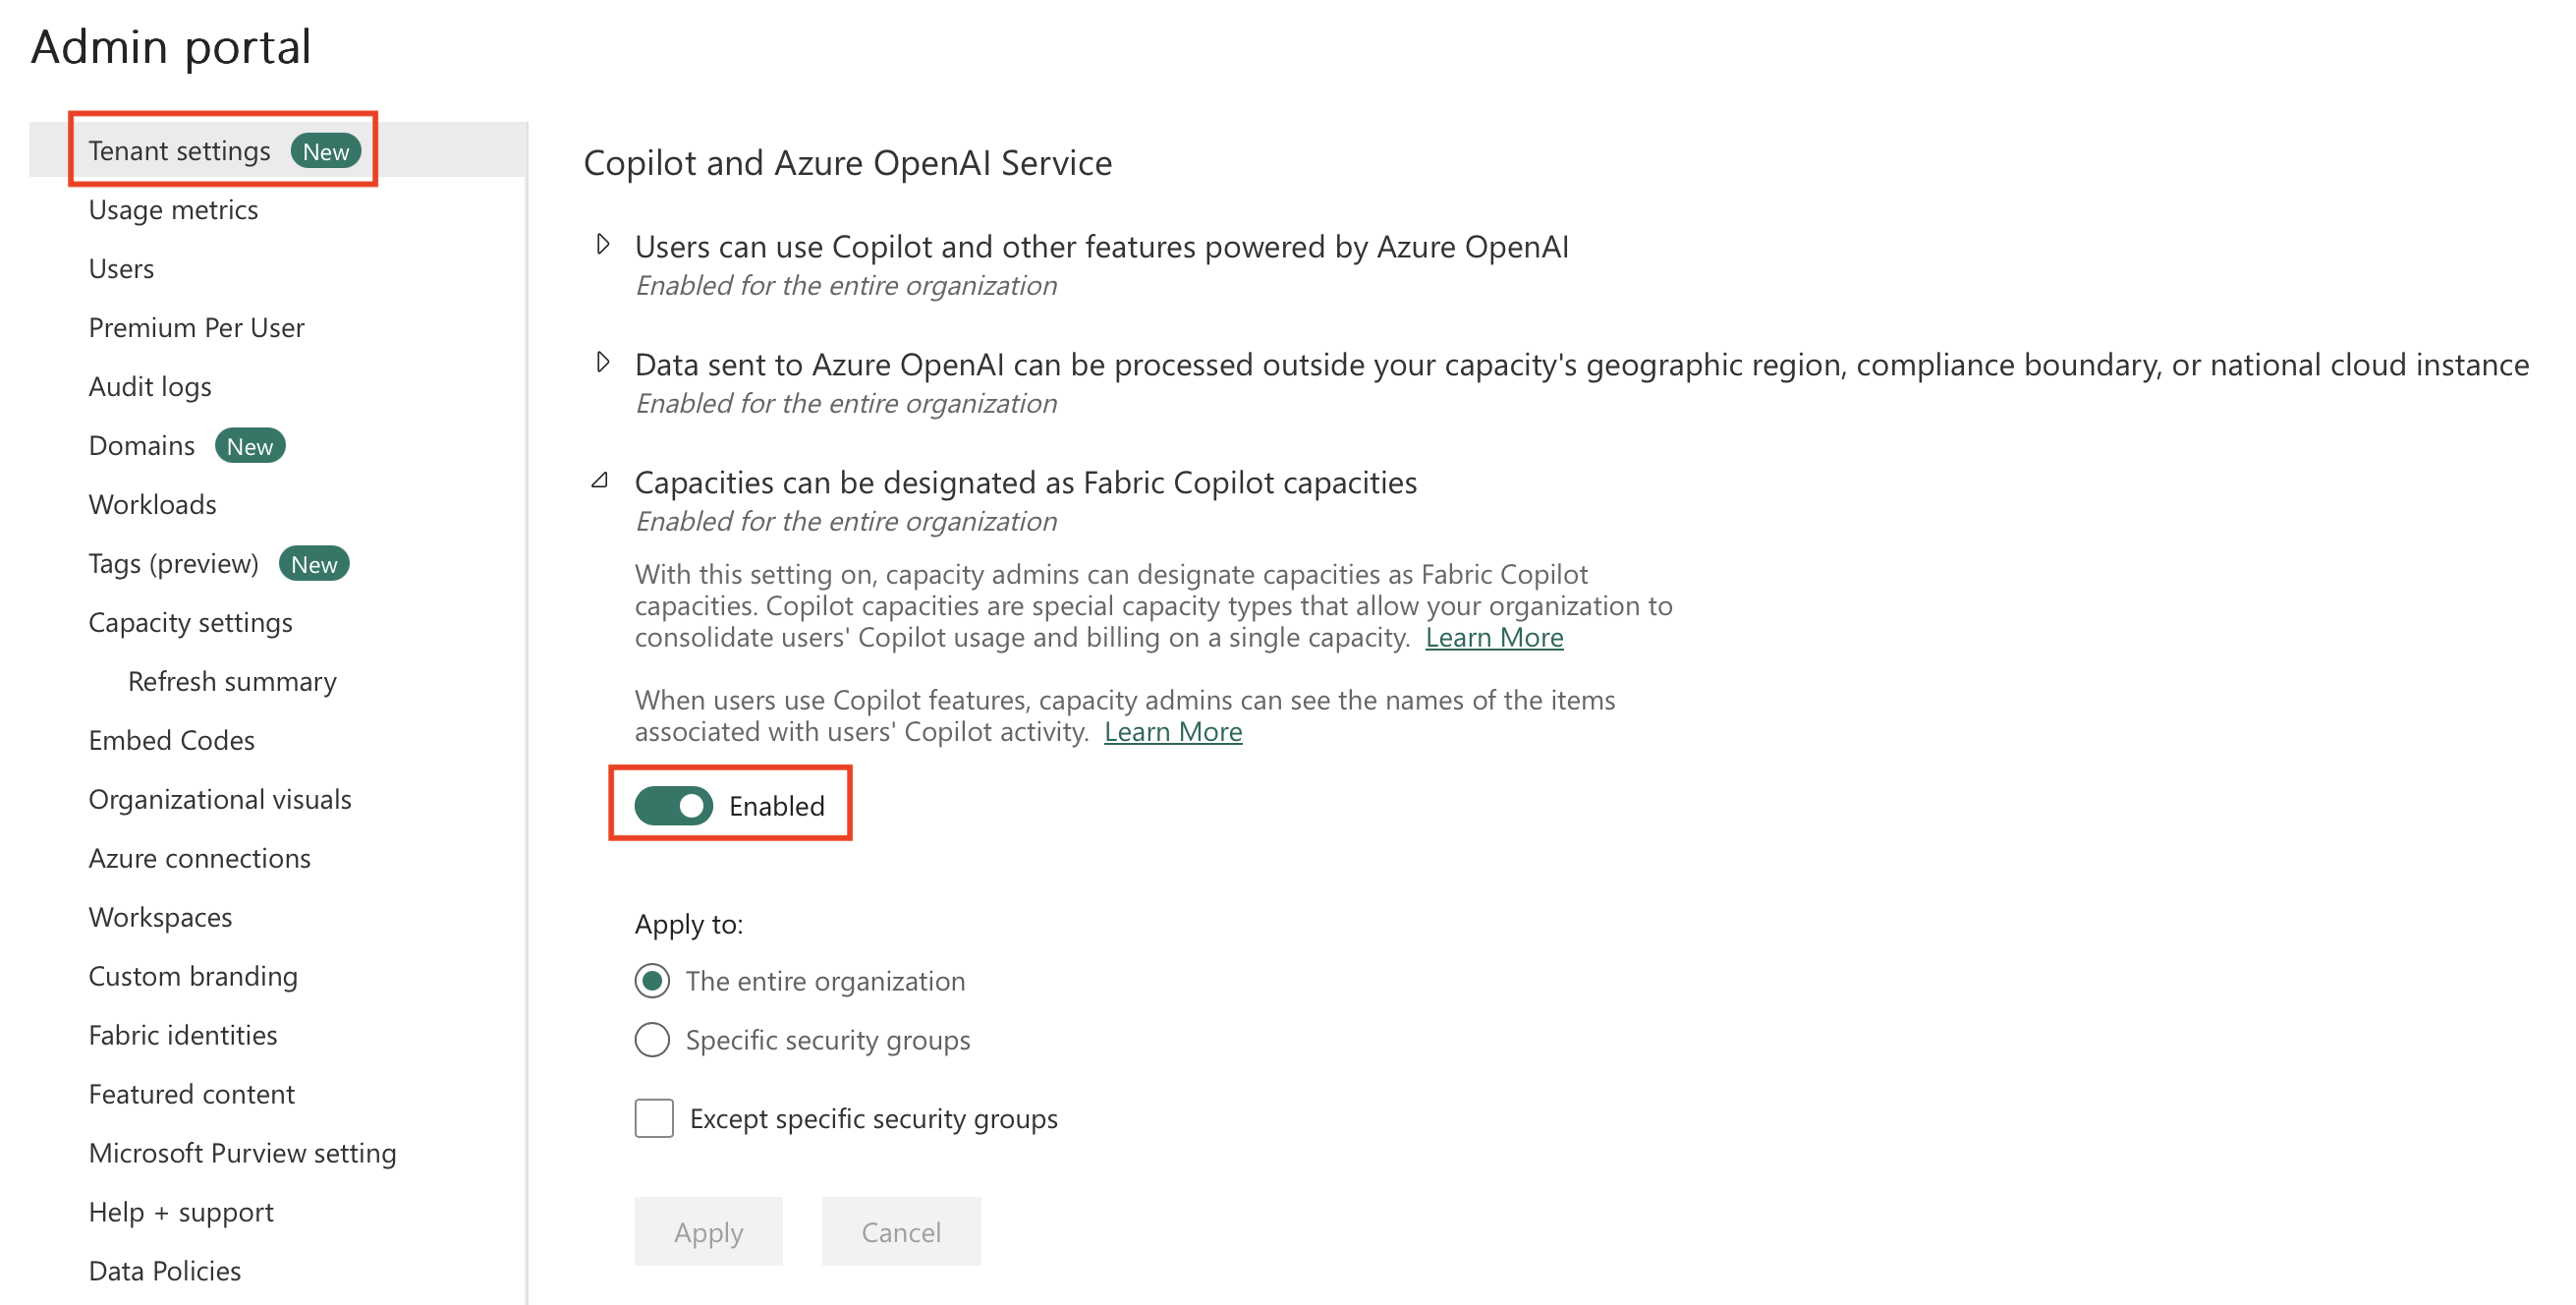 Admin portal
Tenant settings New
Usage metrics
Users
Premium Per User
Audit logs
Domains New
Workloads
Tags (preview) New
Capacity settings
Refresh summary
Embed Codes
Organizational visuals
Azure connections
Workspaces
Custom branding
Fabric identities
Featured content
Microsoft Purview setting
Help + support
Data Policies
Copilot and Azure OpenAI Service
Users can use Copilot and other features powered by Azure OpenAI
Enabled for the entire organization
Data sent to Azure OpenAI can be processed outside your capacity's geographic region, compliance boundary, or national cloud instance
Enabled for the entire organization
Capacities can be designated as Fabric Copilot capacities
Enabled for the entire organization
With this setting on, capacity admins can designate capacities as Fabric Copilot
capacities. Copilot capacities are special capacity types that allow your organization to
consolidate users' Copilot usage and billing on a single capacity. Learn More
When users use Copilot features, capacity admins can see the names of the items
associated with users' Copilot activity. Learn More
Enabled
Apply to:
The entire organization
Specific security groups
Except specific security groups
Apply Cancel